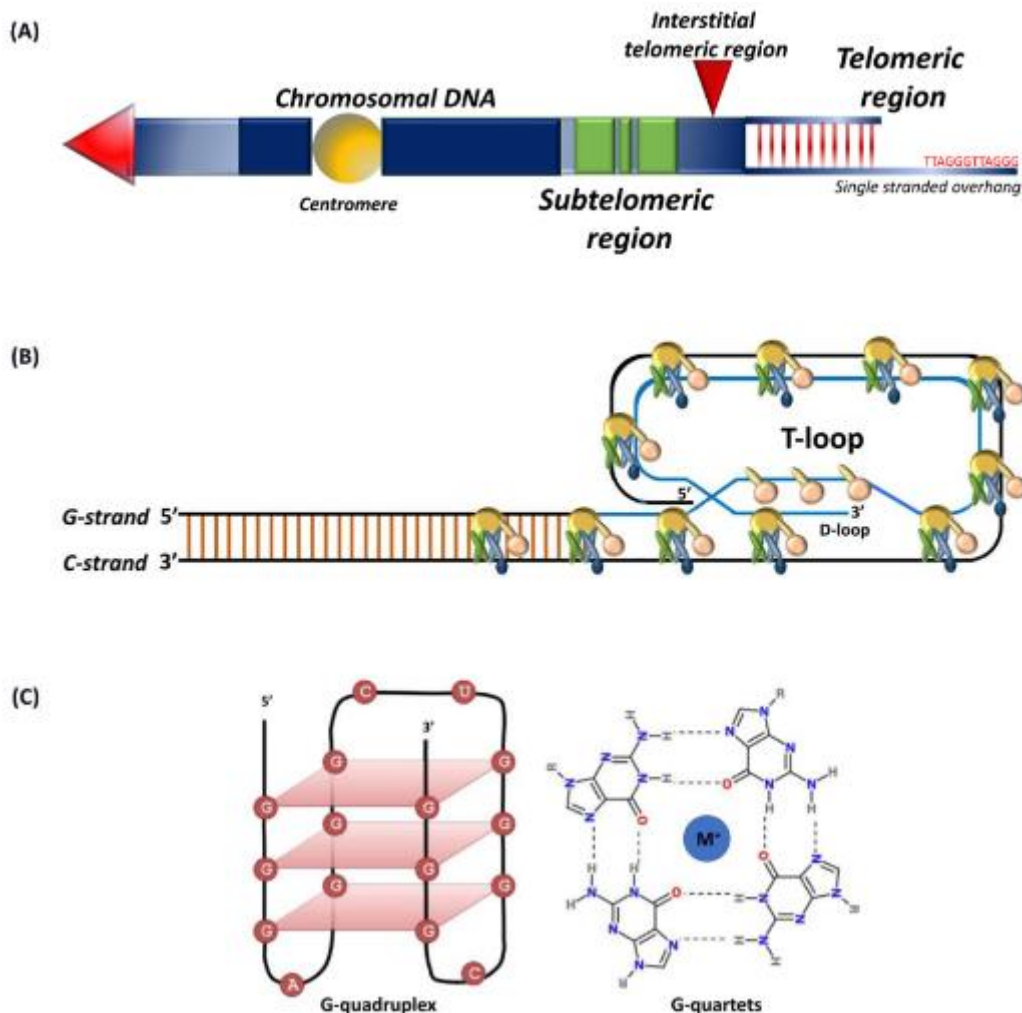 (A)
Interstitial
telomeric region
Telomeric
region
Chromosomal DNA
TTAGGGTTAGGG
Single stranded overhang
Centromere
Subtelomeric
region
(B)
T-loop
5’
3’
D-loop
G-strand 5’
C-strand 3’
(C)
5’
C
U
3’
G
G
G
G
G
G
G
G
G
G
G
G
A
C
G-quadruplex
R
H
N
H
N
N
N
N
H
O
R
N
N
N
N
O
N
H
N
H
H
M⁺
H
N
H
N
H
O
N
N
N
R
O
N
H
N
N
H
N
H
N
N
R
G-quartets